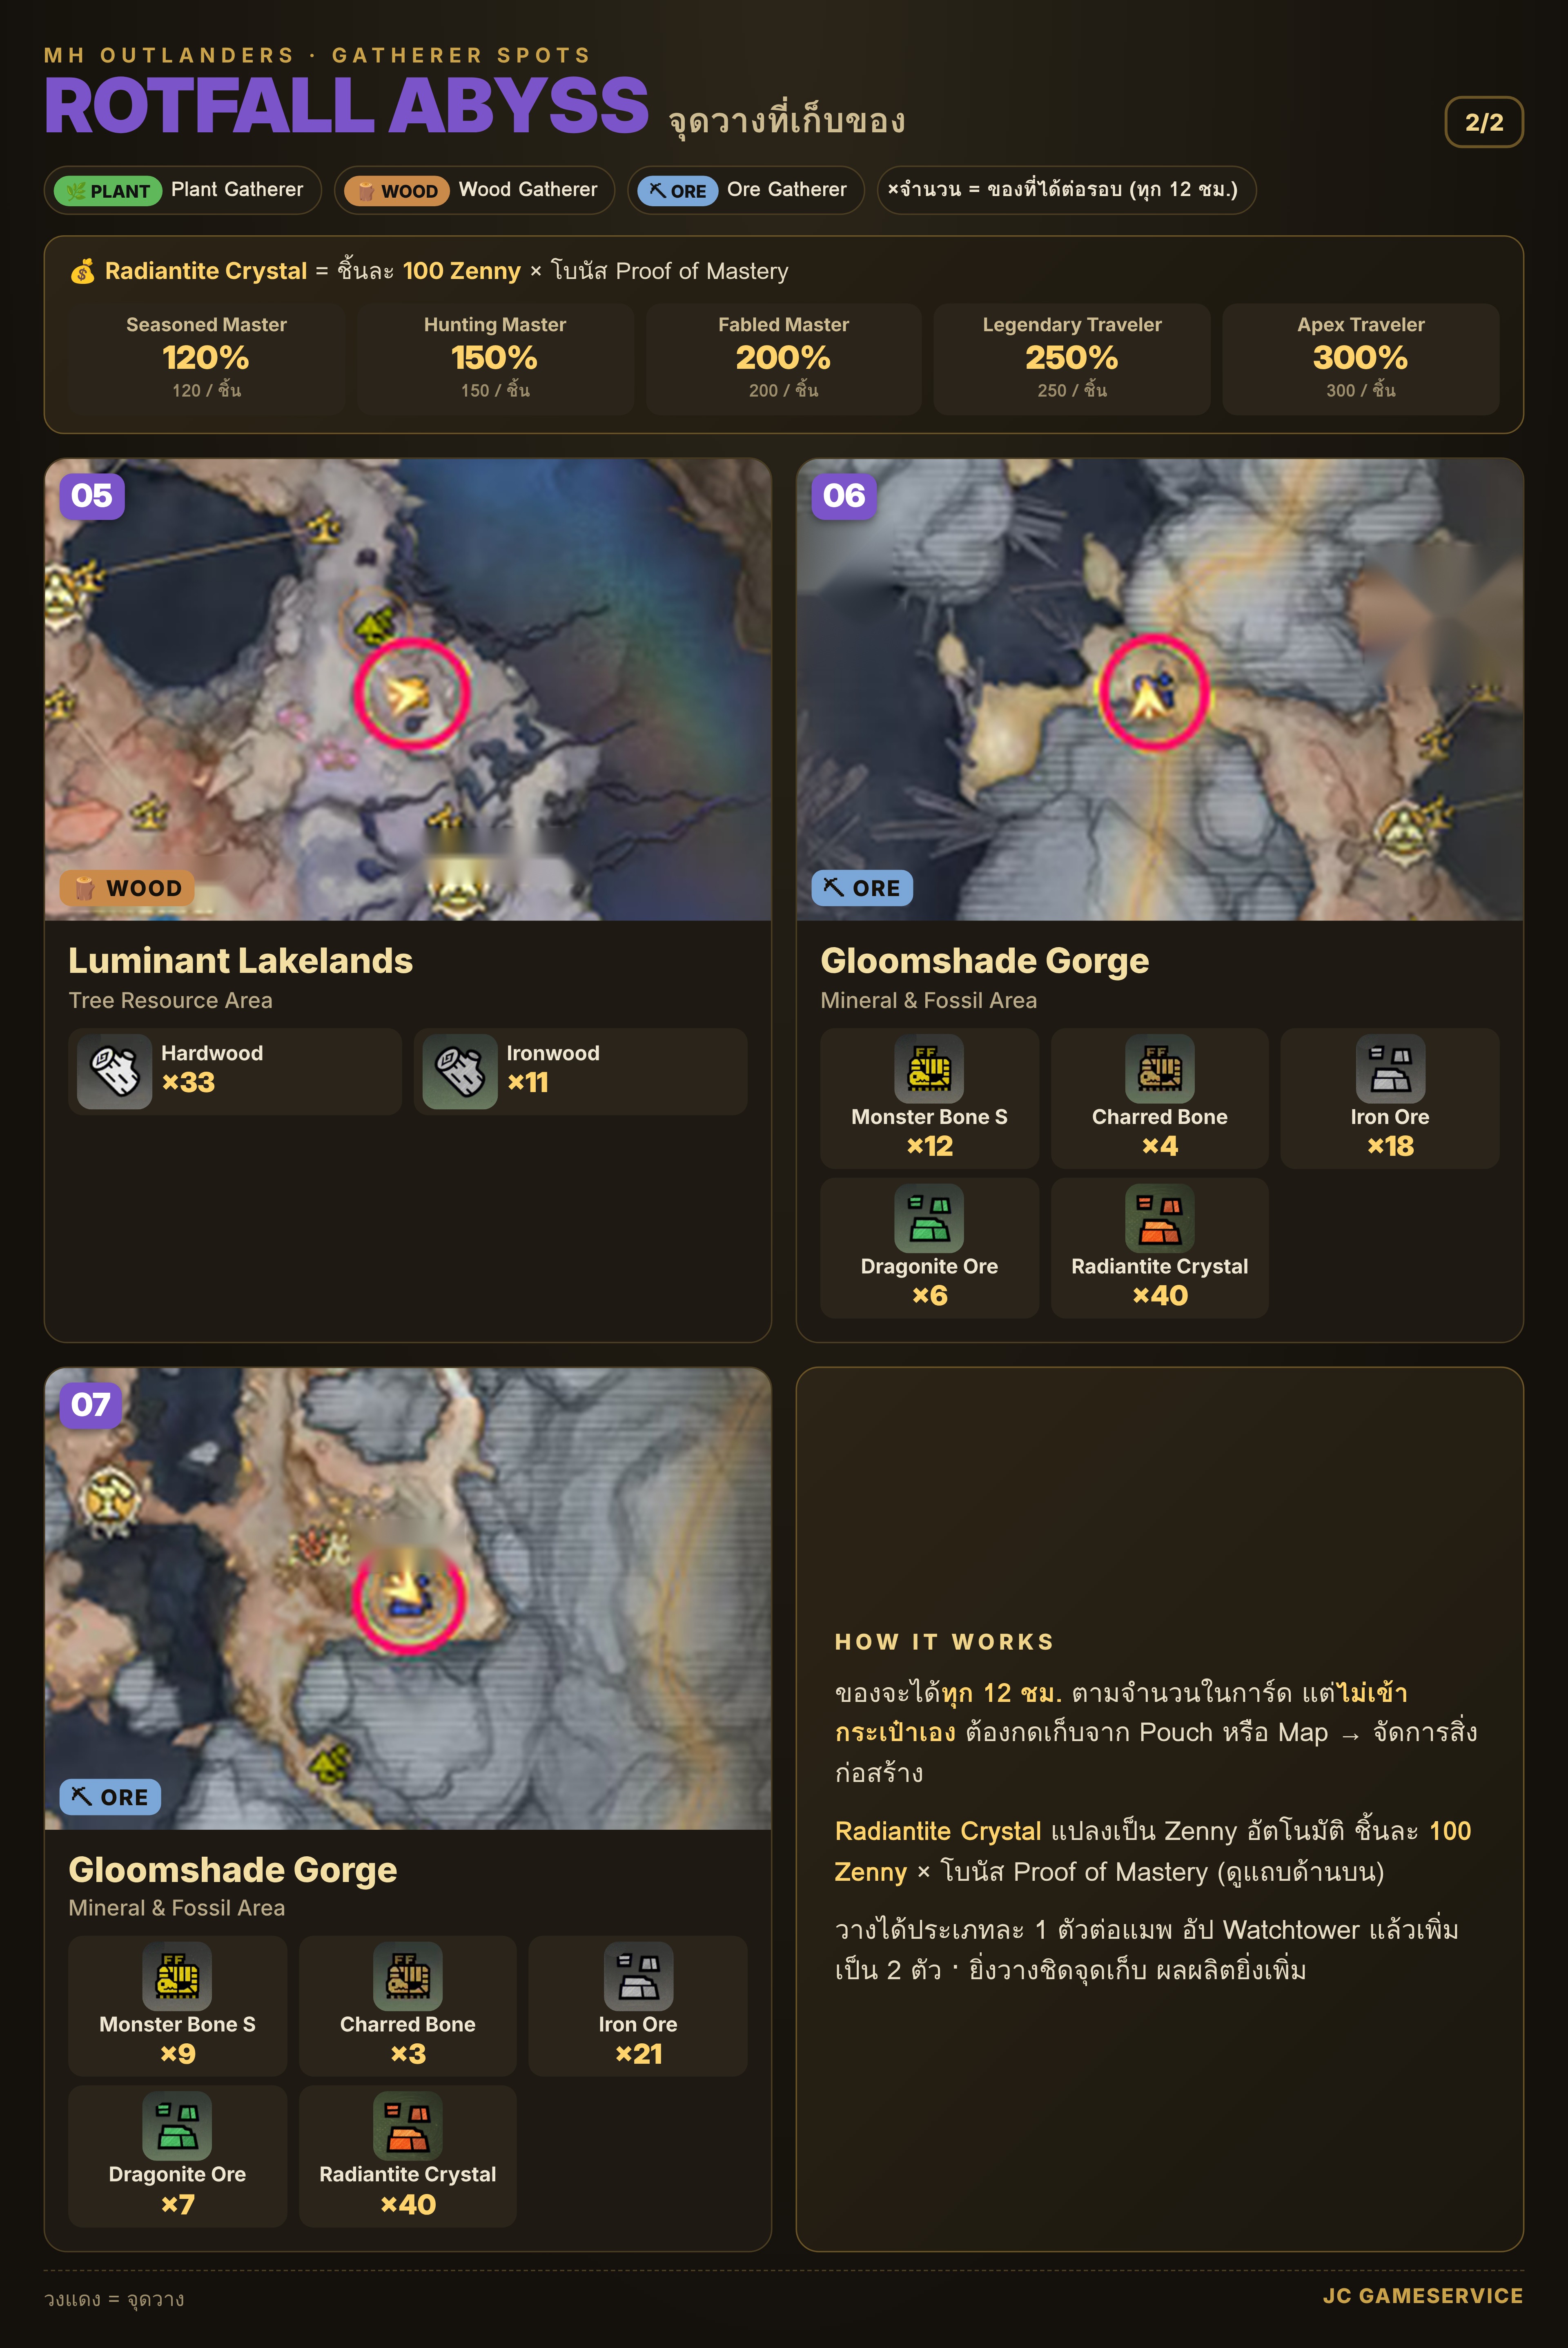 MH OUTLANDERS · GATHERER SPOTS
ROTFALL ABYSS จุดวางที่เก็บของ
2/2
PLANT Plant Gatherer
WOOD Wood Gatherer
ORE Ore Gatherer
×จำนวน = ของที่ได้ต่อรอบ (ทุก 12 ชม.)
Radiantite Crystal = ชิ้นละ 100 Zenny × โบนัส Proof of Mastery
Seasoned Master
120%
120 / ชิ้น
Hunting Master
150%
150 / ชิ้น
Fabled Master
200%
200 / ชิ้น
Legendary Traveler
250%
250 / ชิ้น
Apex Traveler
300%
300 / ชิ้น
05
WOOD
Luminant Lakelands
Tree Resource Area
Hardwood
×33
Ironwood
×11
06
ORE
Gloomshade Gorge
Mineral & Fossil Area
Monster Bone S
×12
Charred Bone
×4
Iron Ore
×18
Dragonite Ore
×6
Radiantite Crystal
×40
07
ORE
Gloomshade Gorge
Mineral & Fossil Area
Monster Bone S
×9
Charred Bone
×3
Iron Ore
×21
Dragonite Ore
×7
Radiantite Crystal
×40
HOW IT WORKS
ของจะได้ทุก 12 ชม. ตามจำนวนในการ์ด แต่ไม่เข้า
กระเป๋าเอง ต้องกดเก็บจาก Pouch หรือ Map → จัดการสิ่ง
ก่อสร้าง
Radiantite Crystal แปลงเป็น Zenny อัตโนมัติ ชิ้นละ 100
Zenny × โบนัส Proof of Mastery (ดูแถบด้านบน)
วางได้ประเภทละ 1 ตัวต่อแมพ อัป Watchtower แล้วเพิ่ม
เป็น 2 ตัว · ยิ่งวางชิดจุดเก็บ ผลผลิตยิ่งเพิ่ม
วงแดง = จุดวาง
JC GAMESERVICE